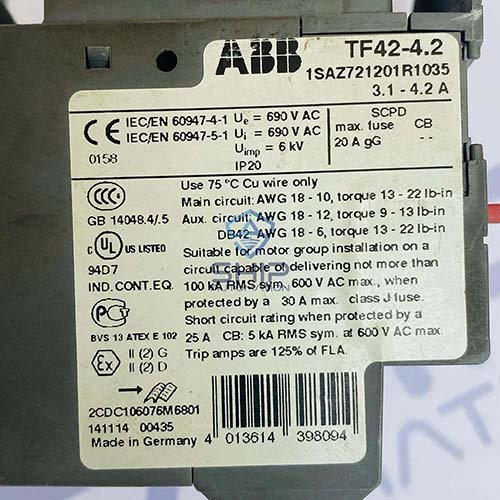 ABB TF42-4.2
1SAZ721201R1035
3.1 - 4.2 A
CE IEC/EN 60947-4-1 Ue = 690 V AC SCPD
IEC/EN 60947-5-1 Ui = 690 V AC max. fuse CB
0158 Uimp = 6 kV 20 A gG --
IP20
Use 75 °C Cu wire only
CCC Main circuit: AWG 18 - 10, torque 13 - 22 lb-in
GB 14048.4/.5 Aux. circuit: AWG 18 - 12, torque 9 - 13 lb-in
DB42- AWG 18 - 6, torque 13 - 22 lb-in
c UL US LISTED Suitable for motor group installation on a
94D7 circuit capable of delivering not more than
IND. CONT.EQ. 100 kA RMS sym. 600 V AC max., when
protected by a 30 A max. class J fuse.
Short circuit rating when protected by
BVS 13 ATEX E 102 25 A CB: 5 kA RMS sym. at 600 V AC max.
Ex II (2) G Trip amps are 125% of FLA.
II (2) D
2CDC106076M6801
141114 00435
Made in Germany 4 013614 398094
SHIP